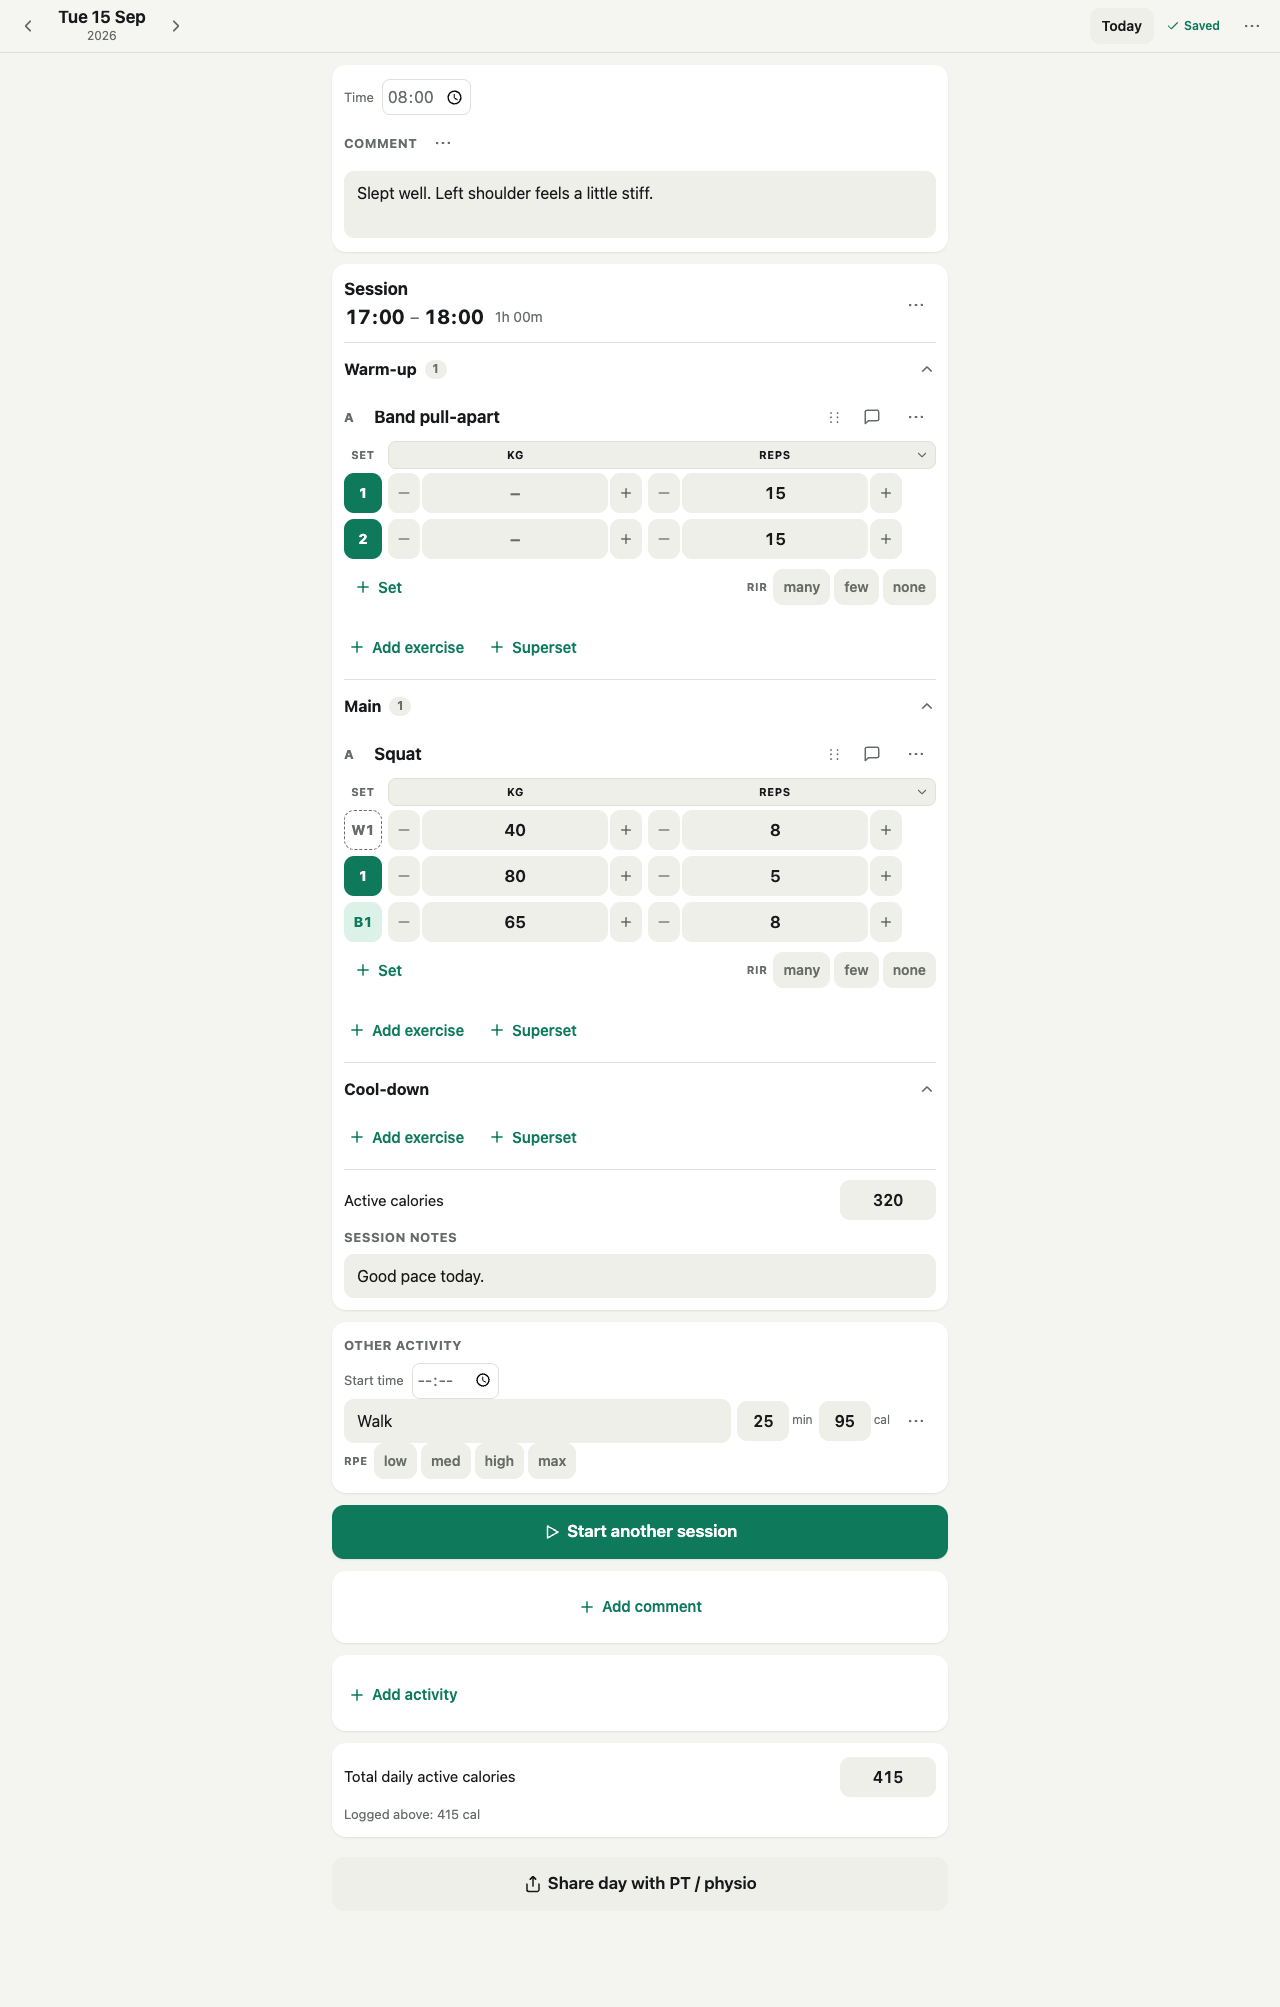 Tue 15 Sep
2026
Today
Saved
Time 08:00
COMMENT
Slept well. Left shoulder feels a little stiff.
Session
17:00 – 18:00 1h 00m
Warm-up 1
A Band pull-apart
SET KG REPS
1 – 15
2 – 15
+ Set RIR many few none
+ Add exercise + Superset
Main 1
A Squat
SET KG REPS
W1 40 8
1 80 5
B1 65 8
+ Set RIR many few none
+ Add exercise + Superset
Cool-down
+ Add exercise + Superset
Active calories 320
SESSION NOTES
Good pace today.
OTHER ACTIVITY
Start time --:--
Walk 25 min 95 cal
RPE low med high max
Start another session
+ Add comment
+ Add activity
Total daily active calories 415
Logged above: 415 cal
Share day with PT / physio